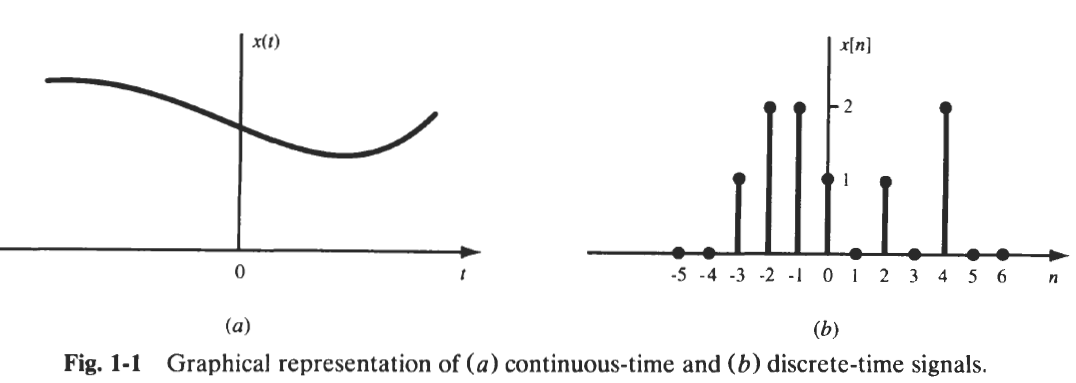 x(t)
0
t
(a)
x[n]
2
1
-5 -4 -3 -2 -1 0 1 2 3 4 5 6 n
(b)
Fig. 1-1 Graphical representation of (a) continuous-time and (b) discrete-time signals.